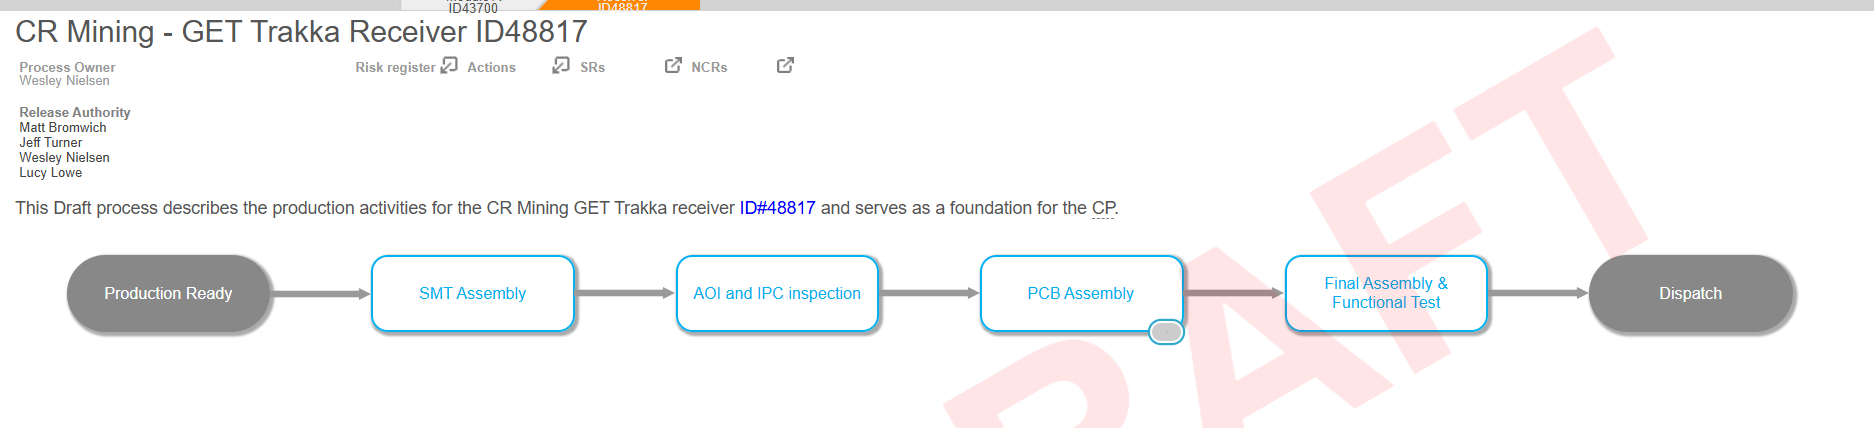 ID43700
ID48817
CR Mining - GET Trakka Receiver ID48817
Process Owner
Wesley Nielsen
Risk register Actions SRs NCRs
Release Authority
Matt Bromwich
Jeff Turner
Wesley Nielsen
Lucy Lowe
This Draft process describes the production activities for the CR Mining GET Trakka receiver ID#48817 and serves as a foundation for the CP.
Production Ready
SMT Assembly
AOI and IPC inspection
PCB Assembly
Final Assembly &
Functional Test
Dispatch
RAFT